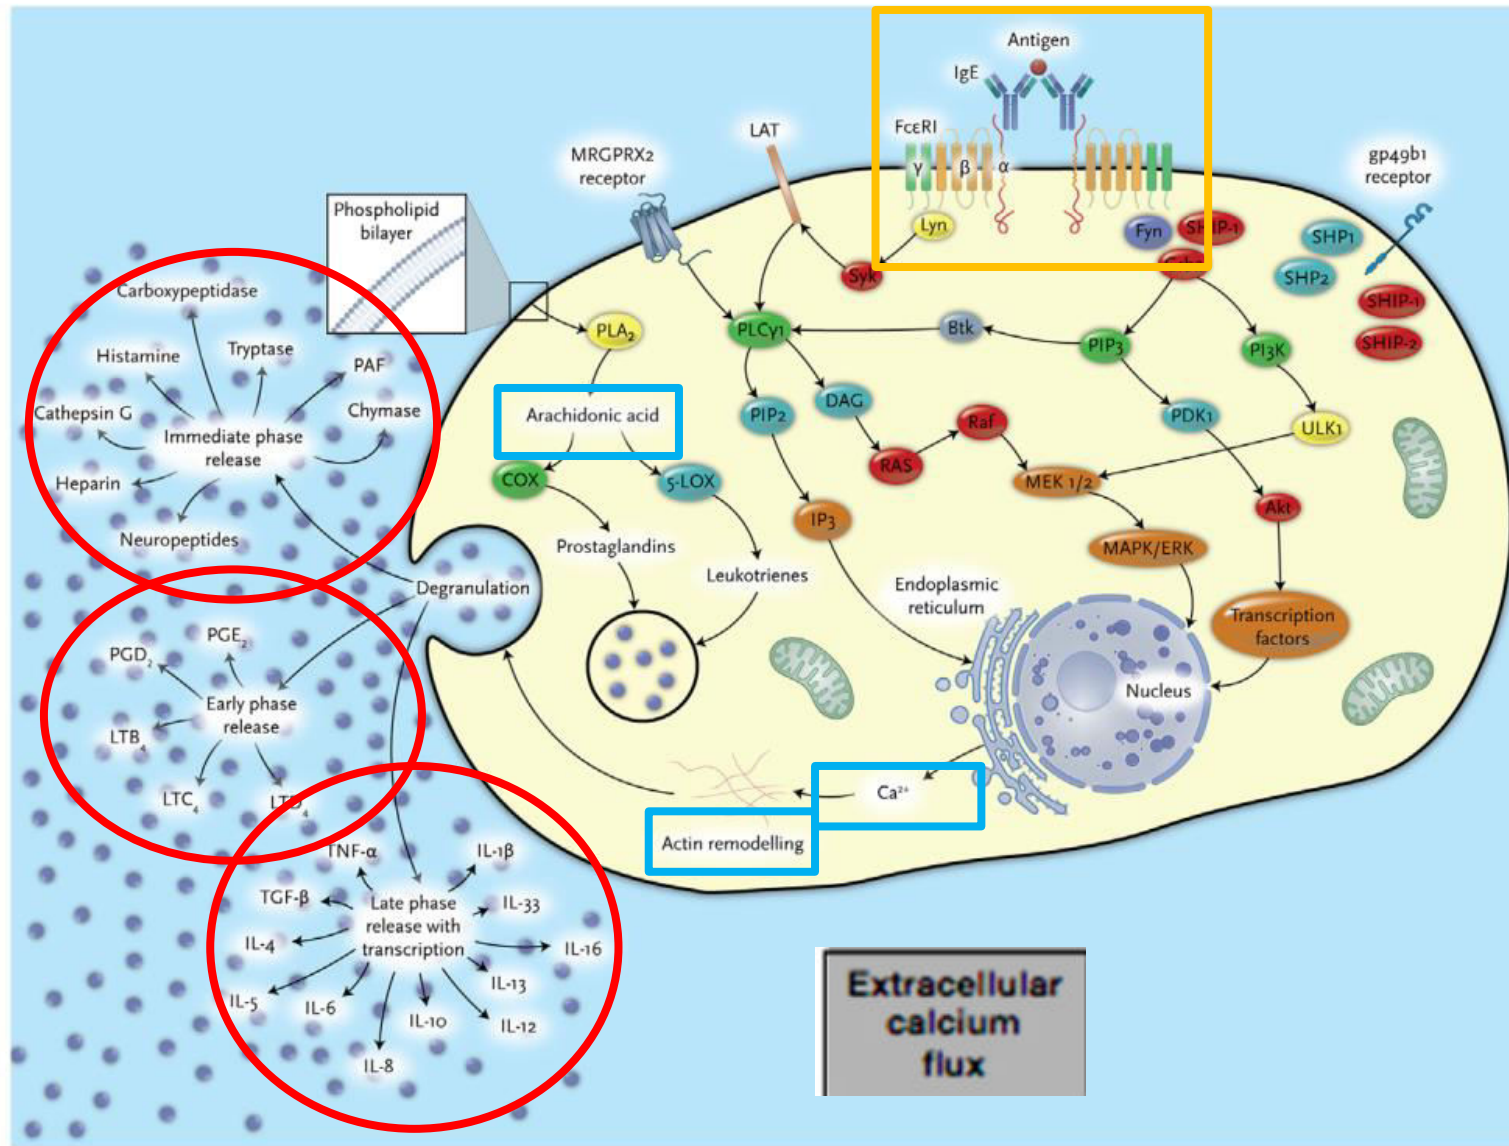 Antigen
IgE
FcεRI
γ
β
α
LAT
MRGPRX2
receptor
gp49b1
receptor
Phospholipid
bilayer
Lyn
Fyn
SHIP-1
Syk
SHP1
SHP2
SHIP-1
SHIP-2
PLA2
PLCγ1
Btk
PIP3
PI3K
Arachidonic acid
PIP2
DAG
Raf
PDK1
ULK1
COX
5-LOX
RAS
MEK 1/2
IP3
Akt
Prostaglandins
Leukotrienes
MAPK/ERK
Endoplasmic
reticulum
Transcription
factors
Nucleus
Ca²⁺
Actin remodelling
Degranulation
Carboxypeptidase
Histamine
Tryptase
PAF
Cathepsin G
Chymase
Immediate phase
release
Heparin
Neuropeptides
PGE2
PGD2
Early phase
release
LTB4
LTC4
LTD4
TNF-α
IL-1β
TGF-β
IL-33
Late phase
release with
transcription
IL-4
IL-16
IL-13
IL-5
IL-6
IL-10
IL-12
IL-8
Extracellular
calcium
flux